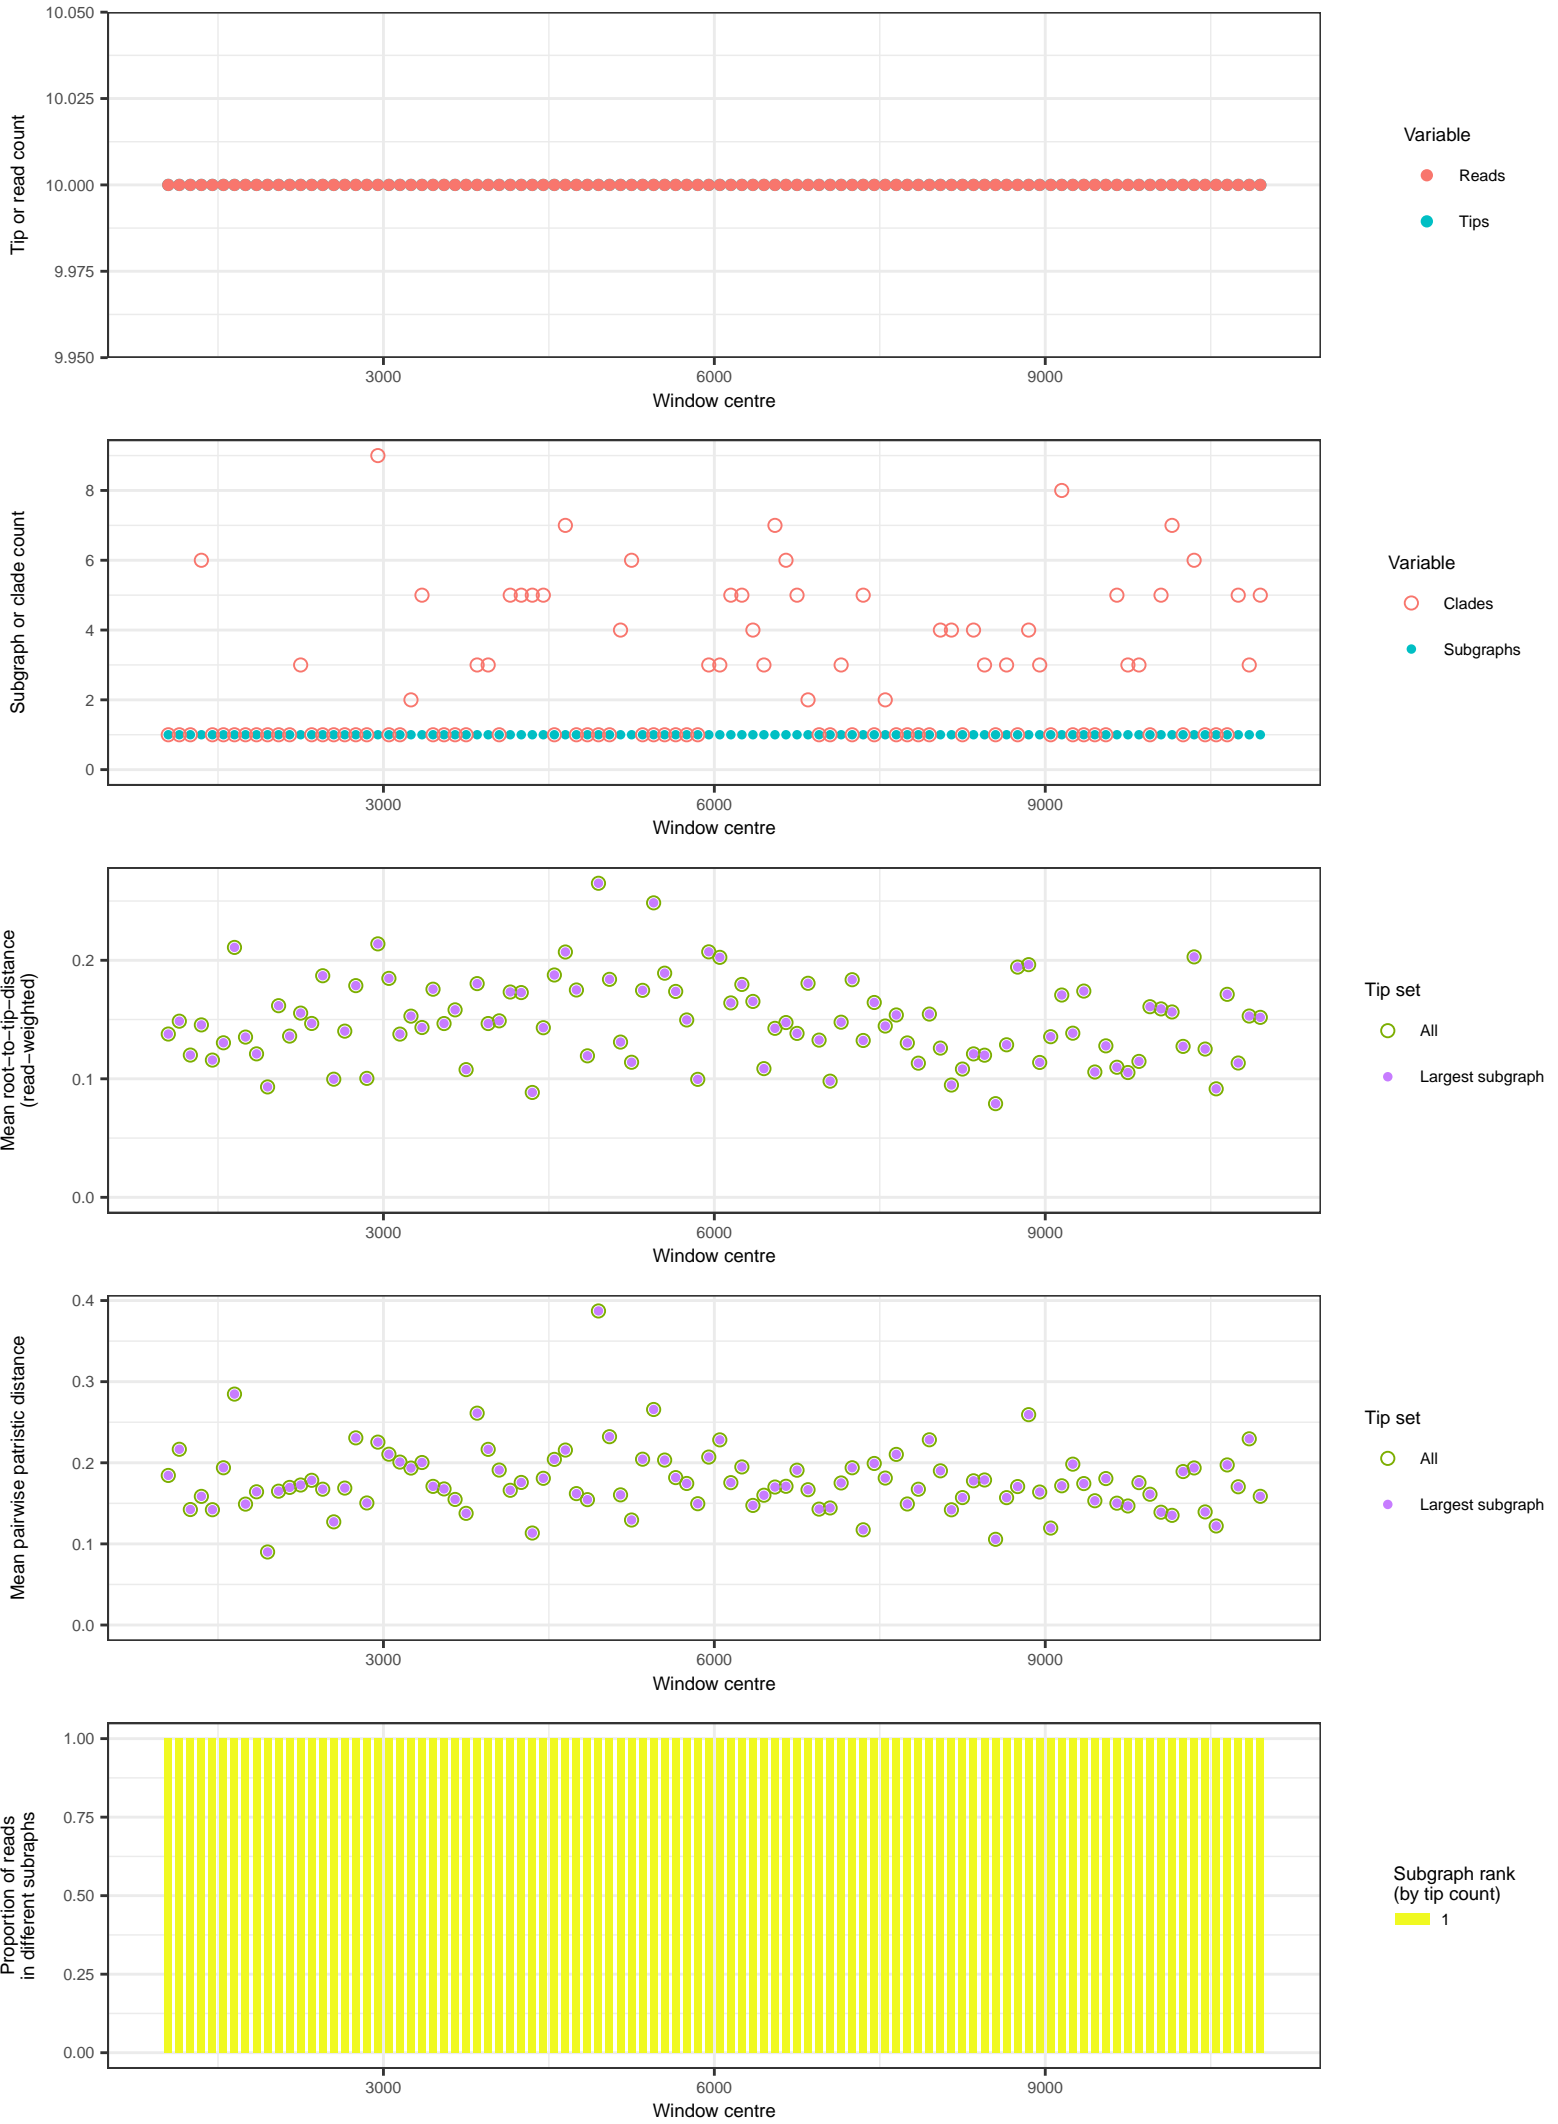 10.050
10.025
10.000
9.975
9.950
Tip or read count
3000
6000
9000
Window centre
Variable
Reads
Tips
8
6
4
2
0
Subgraph or clade count
3000
6000
9000
Window centre
Variable
Clades
Subgraphs
0.2
0.1
0.0
Mean root−to−tip−distance
(read−weighted)
3000
6000
9000
Window centre
Tip set
All
Largest subgraph
0.4
0.3
0.2
0.1
0.0
Mean pairwise patristic distance
3000
6000
9000
Window centre
Tip set
All
Largest subgraph
1.00
0.75
0.50
0.25
0.00
Proportion of reads
in different subraphs
3000
6000
9000
Window centre
Subgraph rank
(by tip count)
1